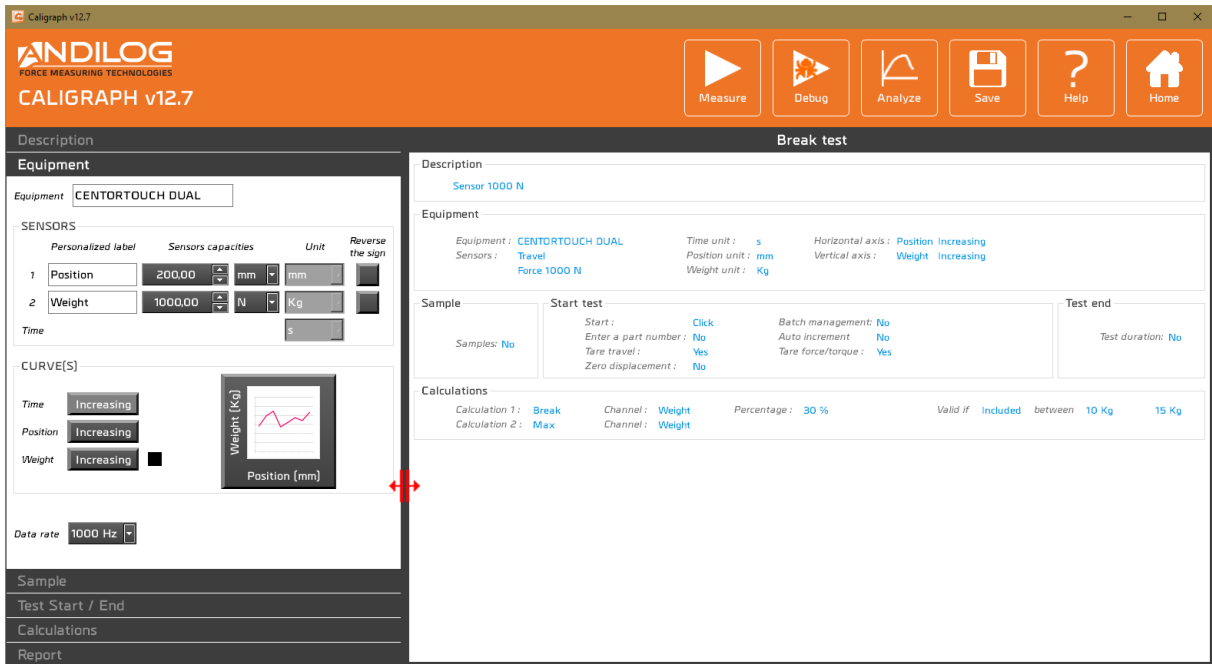 Caligraph v12.7
ANDILOG
FORCE MEASURING TECHNOLOGIES
CALIGRAPH v12.7
Measure
Debug
Analyze
Save
Help
Home
Description
Equipment
Equipment CENTORTOUCH DUAL
SENSORS
Personalized label Sensors capacities Unit Reverse the sign
1 Position 200,00 mm mm
2 Weight 1000,00 N Kg
Time s
CURVE(S)
Time Increasing
Position Increasing
Weight Increasing
Weight (Kg)
Position (mm)
Data rate 1000 Hz
Sample
Test Start / End
Calculations
Report
Break test
Description
Sensor 1000 N
Equipment
Equipment : CENTORTOUCH DUAL Time unit : s Horizontal axis : Position Increasing
Sensors : Travel Position unit : mm Vertical axis : Weight Increasing
Force 1000 N Weight unit : Kg
Sample
Samples: No
Start test
Start : Click Batch management: No
Enter a part number : No Auto increment No
Tare travel : Yes Tare force/torque : Yes
Zero displacement : No
Test end
Test duration: No
Calculations
Calculation 1 : Break Channel : Weight Percentage : 30 % Valid if Included between 10 Kg 15 Kg
Calculation 2 : Max Channel : Weight